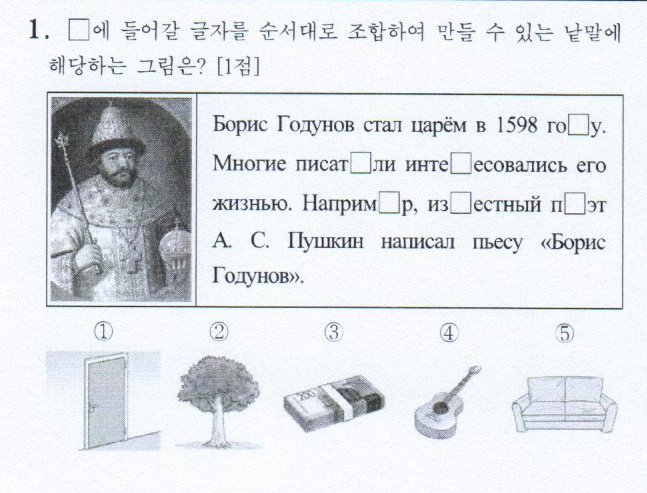 1. □에 들어갈 글자를 순서대로 조합하여 만들 수 있는 낱말에
해당하는 그림은? [1점]
Борис Годунов стал царём в 1598 го□у.
Многие писат□ли инте□есовались его
жизнью. Наприм□р, из□естный п□эт
А. С. Пушкин написал пьесу «Борис
Годунов».
① ② ③ ④ ⑤
200